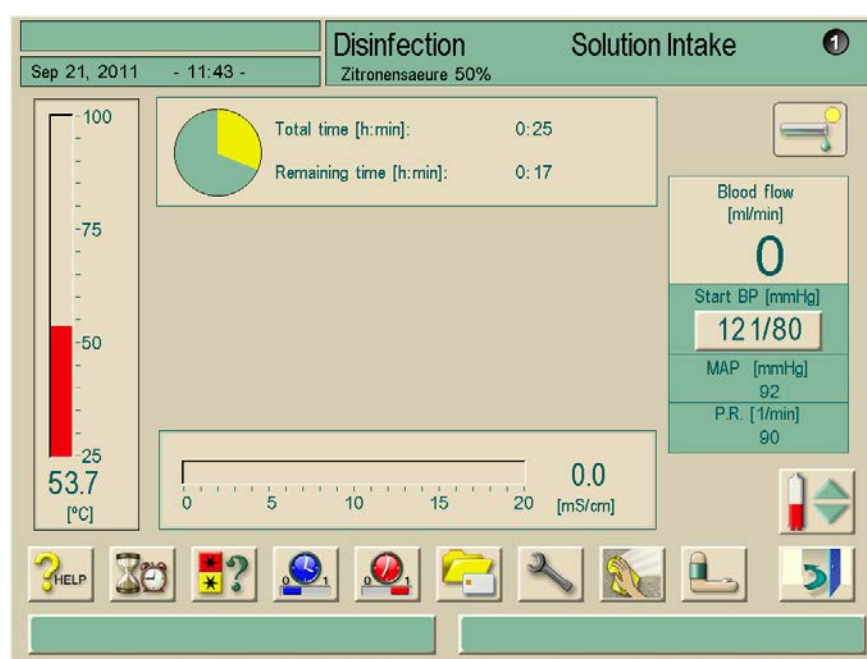 Disinfection Solution Intake 1
Sep 21, 2011 - 11:43 - Zitronensaeure 50%
100
75
50
25
53.7
[°C]
Total time [h:min]: 0:25
Remaining time [h:min]: 0:17
Blood flow
[ml/min]
0
Start BP [mmHg]
121/80
MAP [mmHg]
92
P.R. [1/min]
90
0 5 10 15 20
0.0
[mS/cm]
? HELP
?
0 1
0 1